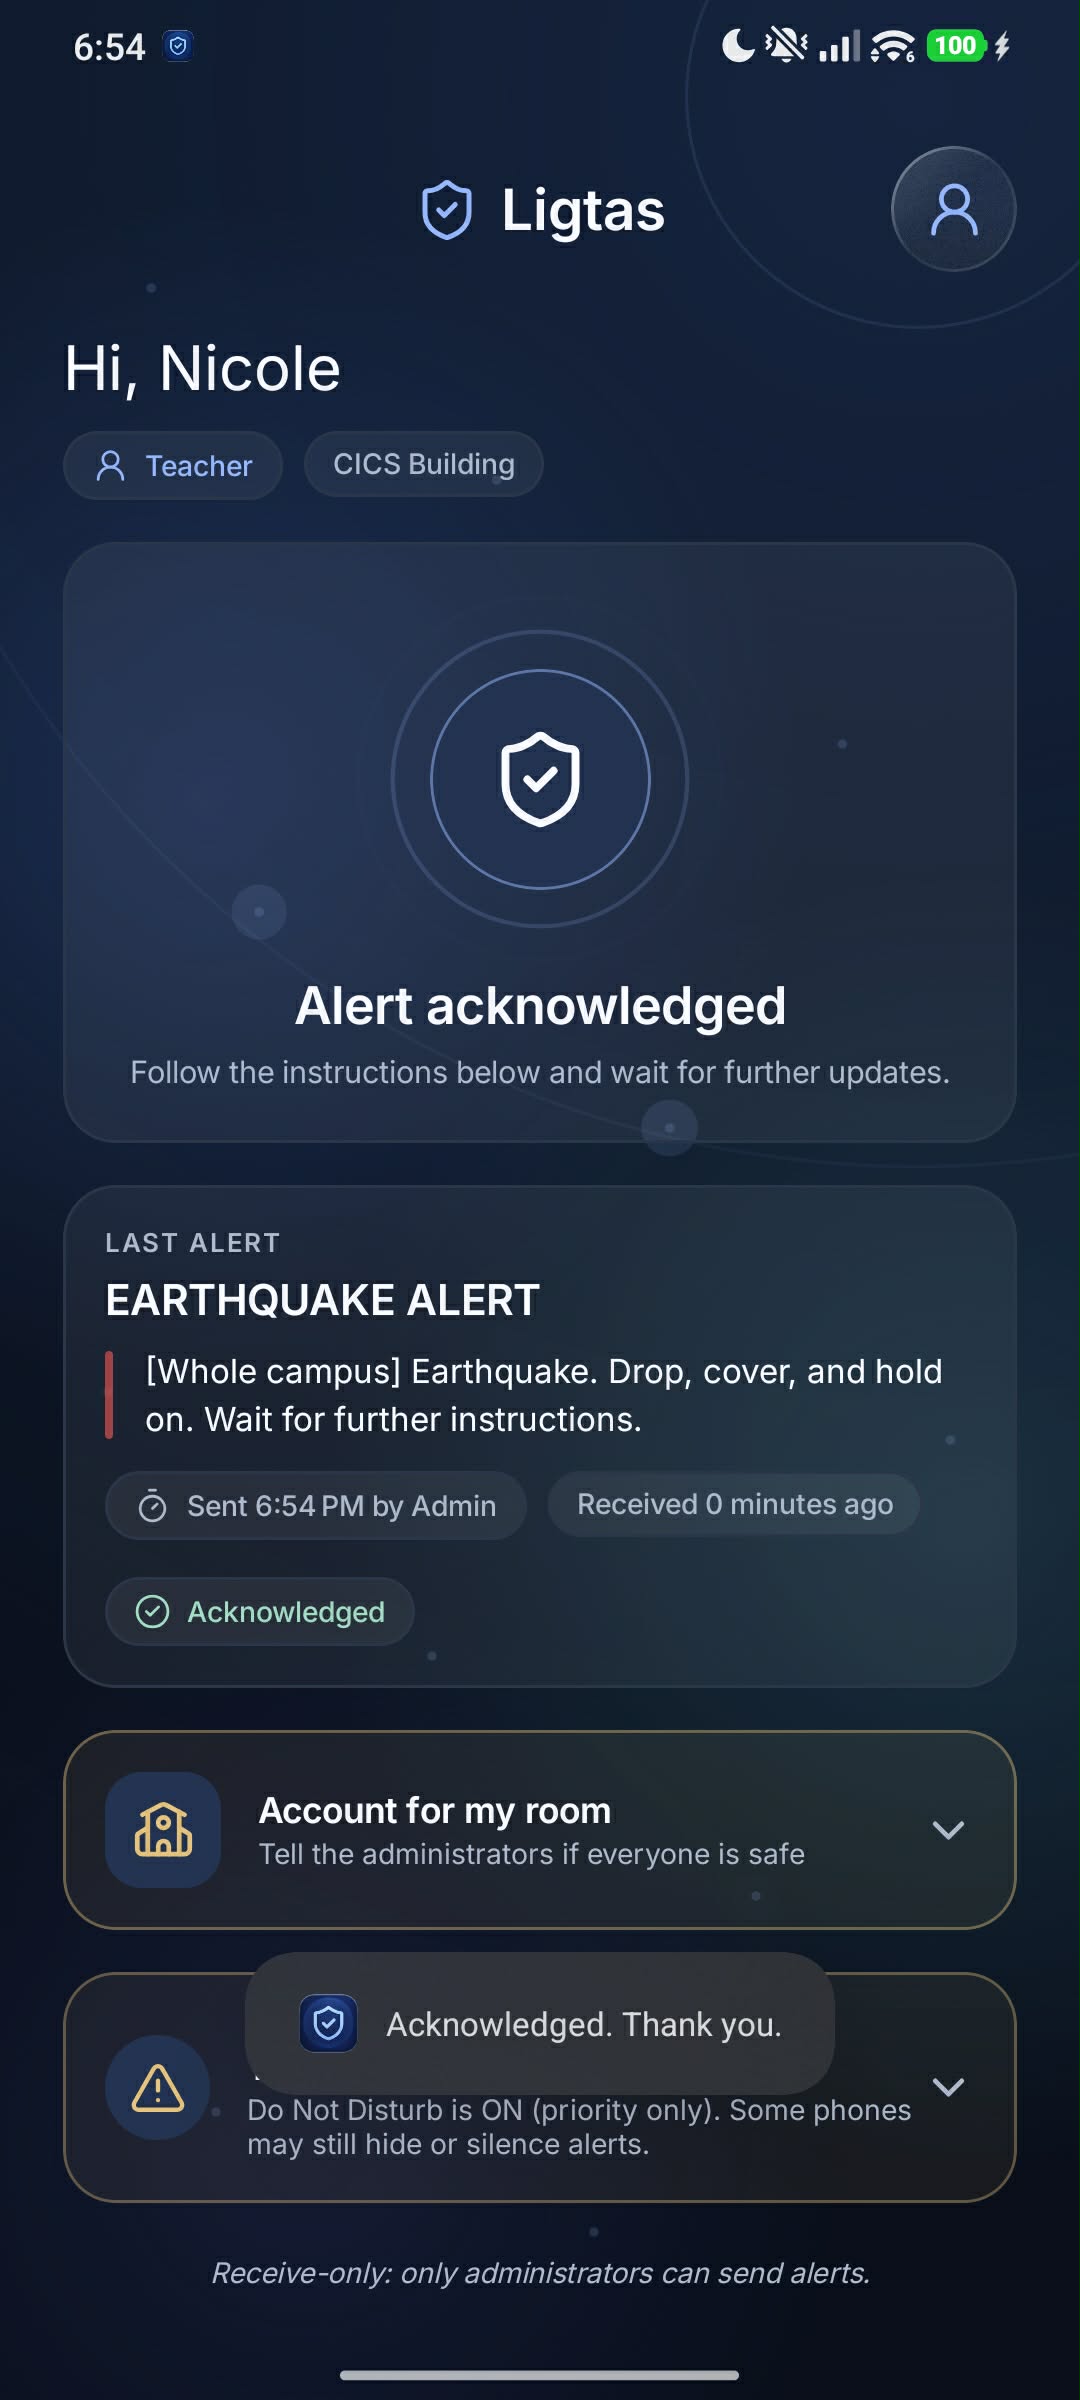 6:54
6
100
Ligtas
Hi, Nicole
Teacher
CICS Building
Alert acknowledged
Follow the instructions below and wait for further updates.
LAST ALERT
EARTHQUAKE ALERT
[Whole campus] Earthquake. Drop, cover, and hold
on. Wait for further instructions.
Sent 6:54 PM by Admin
Received 0 minutes ago
Acknowledged
Account for my room
Tell the administrators if everyone is safe
Acknowledged. Thank you.
Do Not Disturb is ON (priority only). Some phones
may still hide or silence alerts.
Receive-only: only administrators can send alerts.